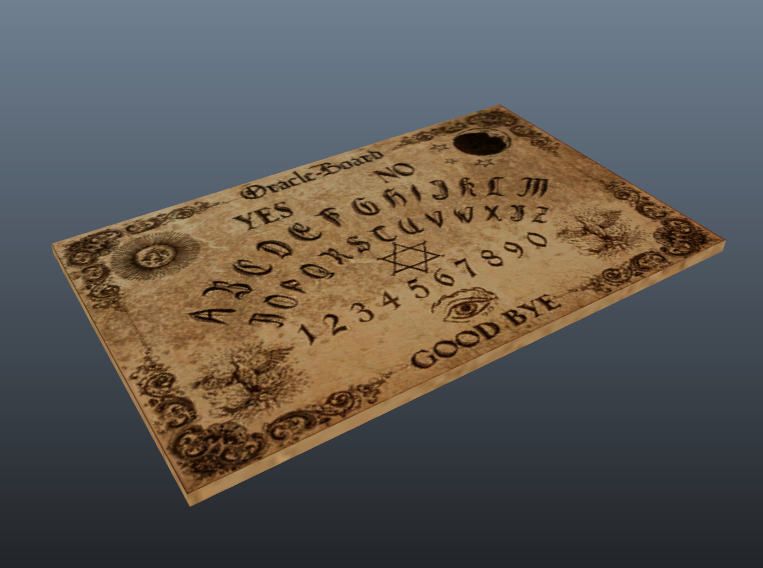 Oracle-Board
YES NO
A B C D E F G H I J K L M
N O P Q R S T U V W X Y Z
1 2 3 4 5 6 7 8 9 0
GOOD BYE